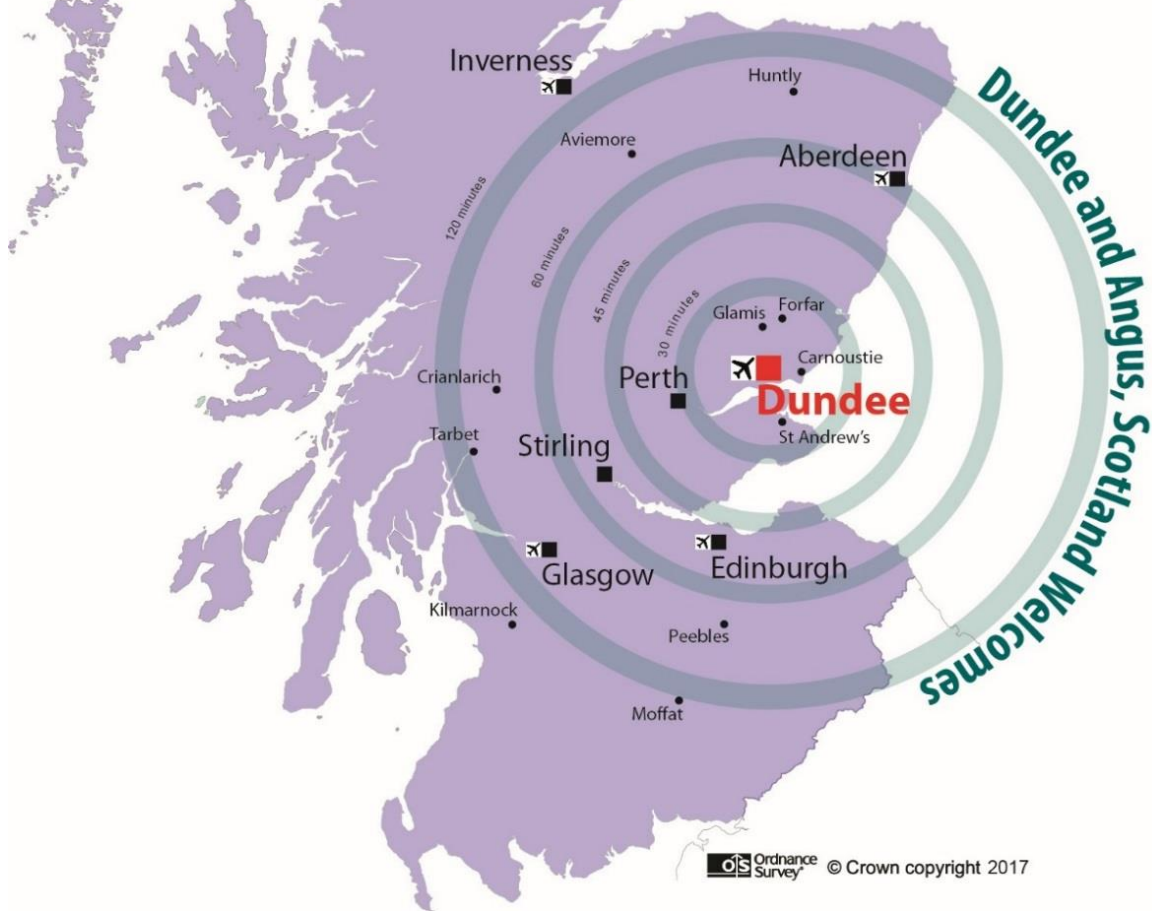 Inverness
Huntly
Aviemore
Aberdeen
120 minutes
60 minutes
45 minutes
30 minutes
Glamis
Forfar
Carnoustie
Crianlarich
Perth
Dundee
Tarbet
Stirling
St Andrew's
Glasgow
Edinburgh
Kilmarnock
Peebles
Moffat
Dundee and Angus, Scotland Welcomes
OS Ordnance
Survey® © Crown copyright 2017